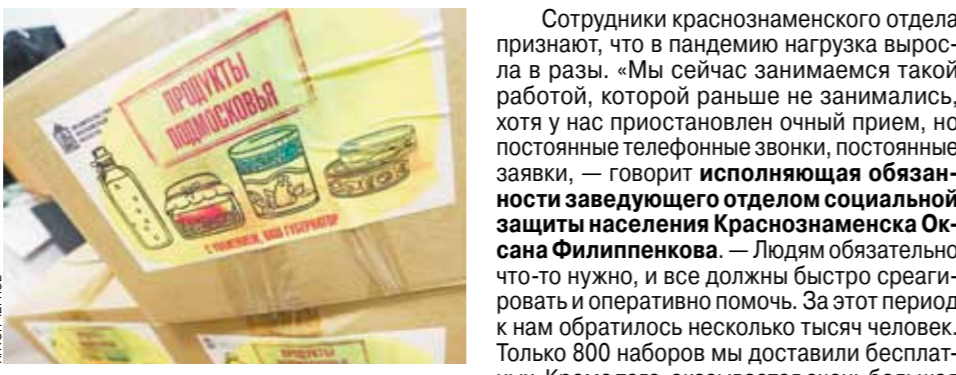 ПРОДУКТЫ
ПОДМОСКОВЬЯ
С УВАЖЕНИЕМ, ВАШ ГУБЕРНАТОР
ПРОДУКТЫ
Сотрудники краснознаменского отдела
признают, что в пандемию нагрузка вырос-
ла в разы. «Мы сейчас занимаемся такой
работой, которой раньше не занимались,
хотя у нас приостановлен очный прием, но
постоянные телефонные звонки, постоянные
заявки, — говорит исполняющая обязан-
ности заведующего отделом социальной
защиты населения Краснознаменска Ок-
сана Филиппенкова. — Людям обязательно
что-то нужно, и все должны быстро среаги-
ровать и оперативно помочь. За этот период
к нам обратилось несколько тысяч человек.
Только 800 наборов мы доставили бесплат-